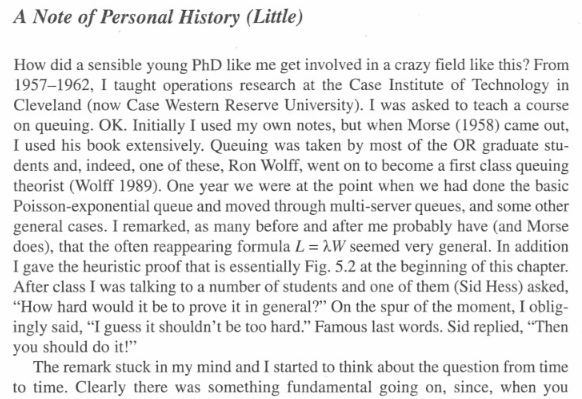 A Note of Personal History (Little)
How did a sensible young PhD like me get involved in a crazy field like this? From
1957–1962, I taught operations research at the Case Institute of Technology in
Cleveland (now Case Western Reserve University). I was asked to teach a course
on queuing. OK. Initially I used my own notes, but when Morse (1958) came out,
I used his book extensively. Queuing was taken by most of the OR graduate stu-
dents and, indeed, one of these, Ron Wolff, went on to become a first class queuing
theorist (Wolff 1989). One year we were at the point when we had done the basic
Poisson-exponential queue and moved through multi-server queues, and some other
general cases. I remarked, as many before and after me probably have (and Morse
does), that the often reappearing formula L = λW seemed very general. In addition
I gave the heuristic proof that is essentially Fig. 5.2 at the beginning of this chapter.
After class I was talking to a number of students and one of them (Sid Hess) asked,
“How hard would it be to prove it in general?” On the spur of the moment, I oblig-
ingly said, “I guess it shouldn’t be too hard.” Famous last words. Sid replied, “Then
you should do it!”
The remark stuck in my mind and I started to think about the question from time
to time. Clearly there was something fundamental going on, since, when you